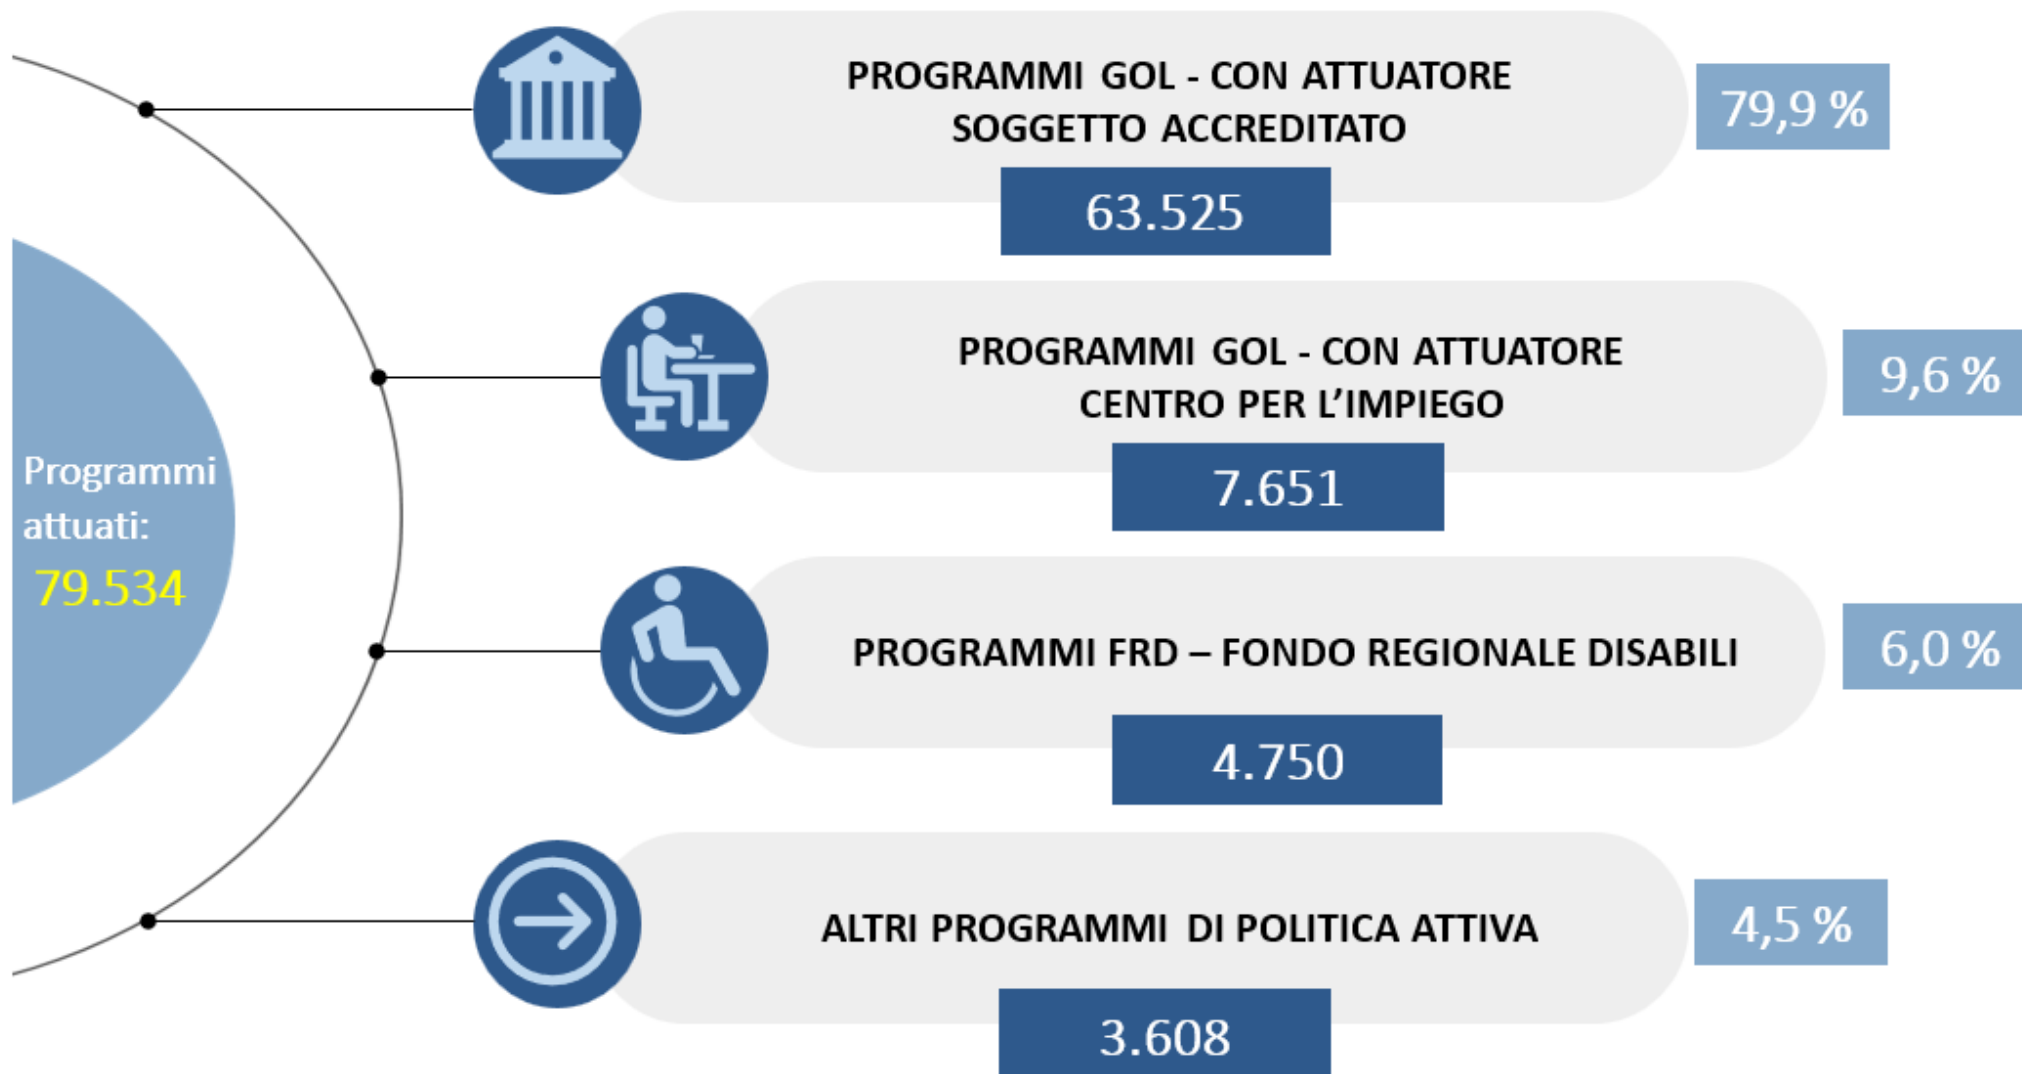 PROGRAMMI GOL - CON ATTUATORE
SOGGETTO ACCREDITATO
79,9 %
63.525
PROGRAMMI GOL - CON ATTUATORE
CENTRO PER L’IMPIEGO
9,6 %
7.651
Programmi
attuati:
79.534
PROGRAMMI FRD – FONDO REGIONALE DISABILI
6,0 %
4.750
ALTRI PROGRAMMI DI POLITICA ATTIVA
4,5 %
3.608